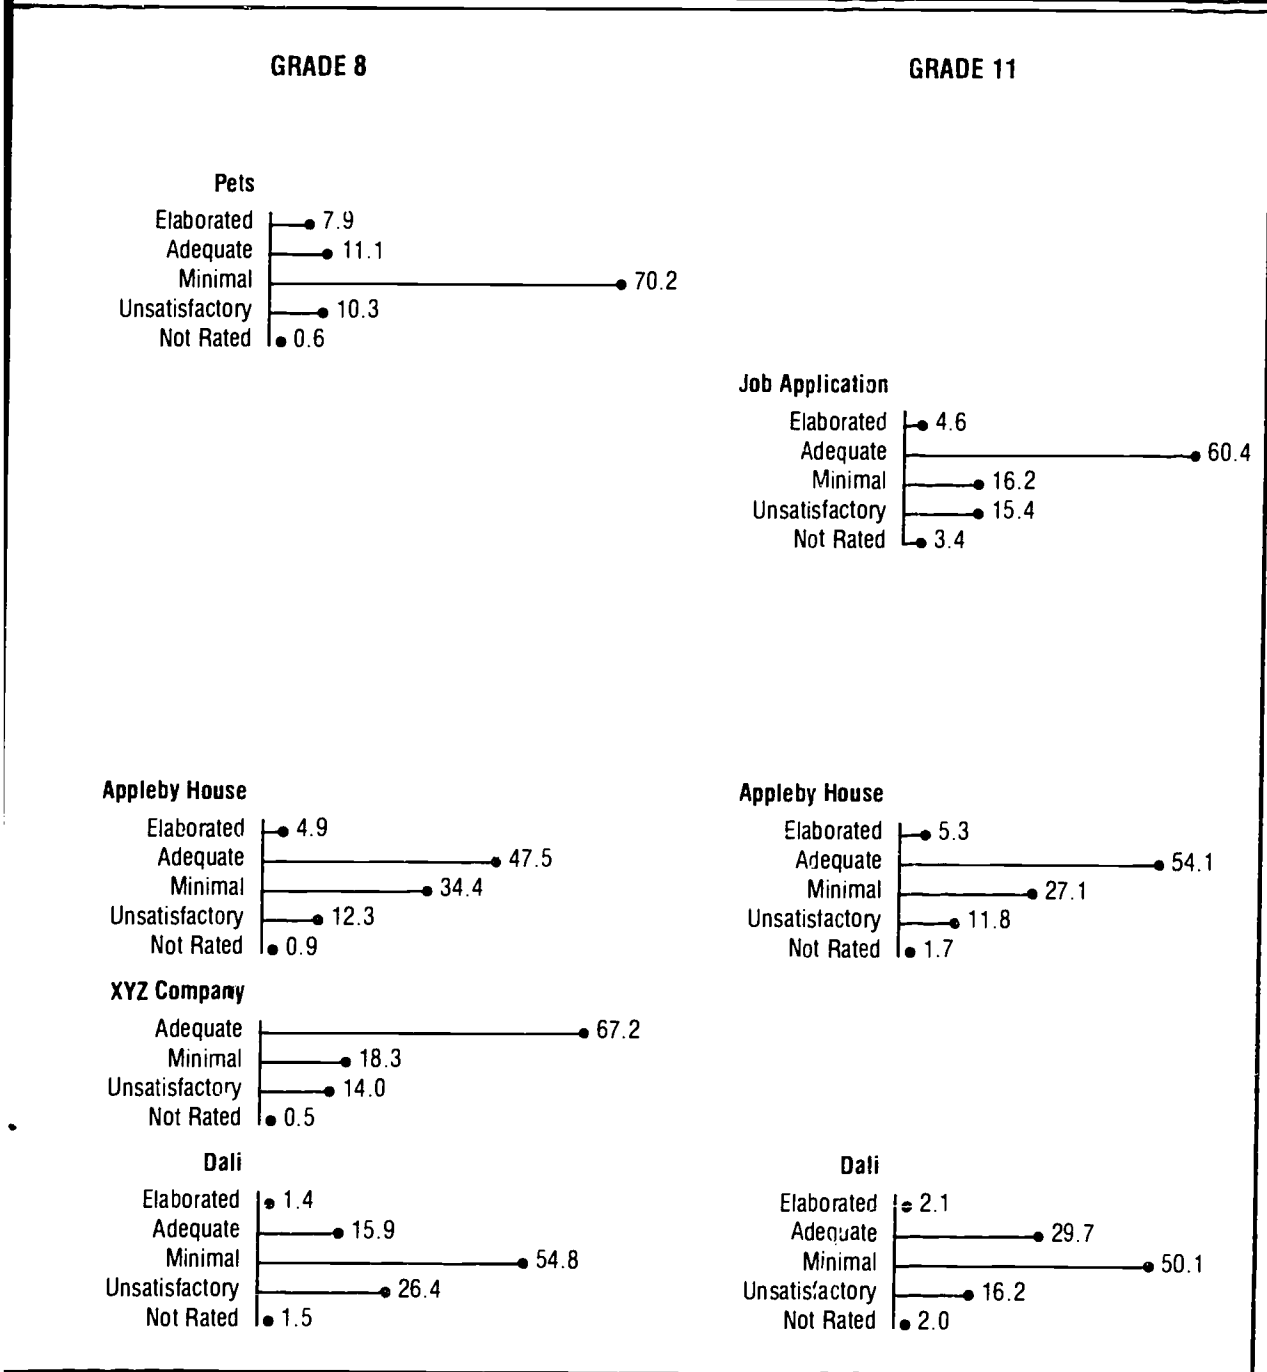 GRADE 8
Pets
Elaborated 7.9
Adequate 11.1
Minimal 70.2
Unsatisfactory 10.3
Not Rated 0.6
Appleby House
Elaborated 4.9
Adequate 47.5
Minimal 34.4
Unsatisfactory 12.3
Not Rated 0.9
XYZ Company
Adequate 67.2
Minimal 18.3
Unsatisfactory 14.0
Not Rated 0.5
Dali
Elaborated 1.4
Adequate 15.9
Minimal 54.8
Unsatisfactory 26.4
Not Rated 1.5
GRADE 11
Job Application
Elaborated 4.6
Adequate 60.4
Minimal 16.2
Unsatisfactory 15.4
Not Rated 3.4
Appleby House
Elaborated 5.3
Adequate 54.1
Minimal 27.1
Unsatisfactory 11.8
Not Rated 1.7
Dali
Elaborated 2.1
Adequate 29.7
Minimal 50.1
Unsatisfactory 16.2
Not Rated 2.0